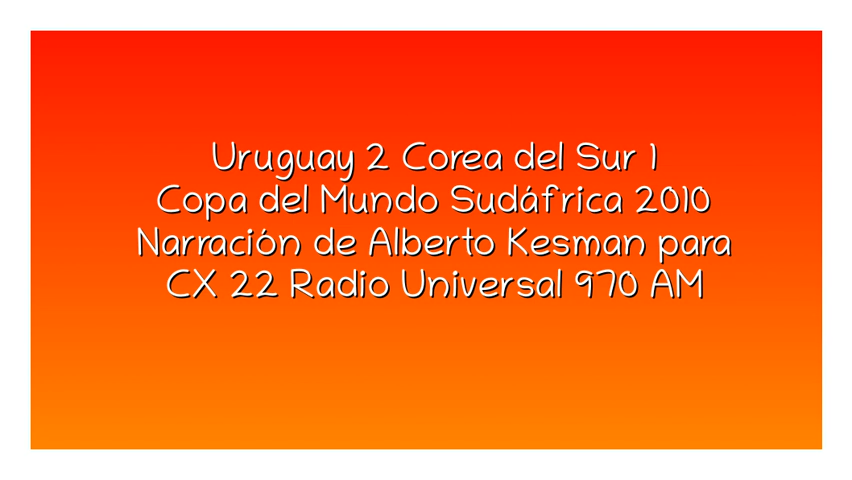 Uruguay 2 Corea del Sur 1
Copa del Mundo Sudáfrica 2010
Narración de Alberto Kesman para
CX 22 Radio Universal 970 AM